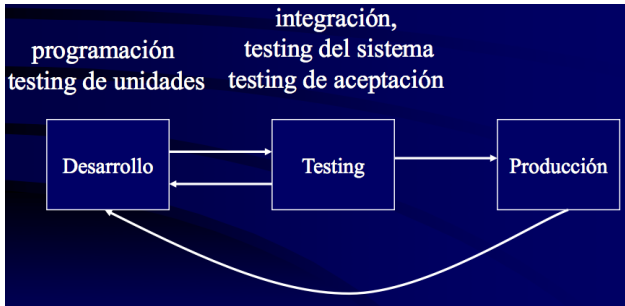 programación
testing de unidades
integración,
testing del sistema
testing de aceptación
Desarrollo
Testing
Producción